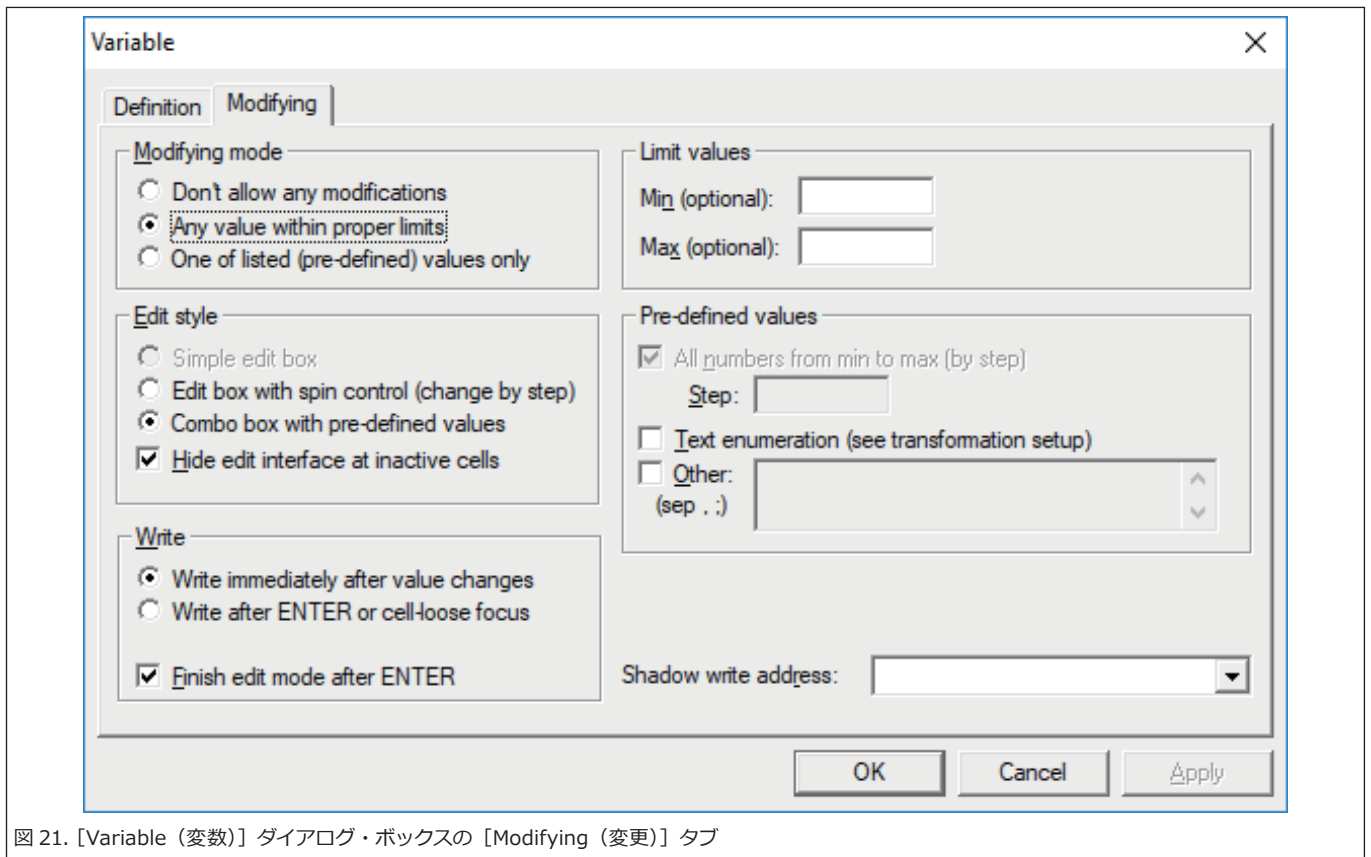 Variable
Definition
Modifying
Modifying mode
Don't allow any modifications
Any value within proper limits
One of listed (pre-defined) values only
Edit style
Simple edit box
Edit box with spin control (change by step)
Combo box with pre-defined values
Hide edit interface at inactive cells
Write
Write immediately after value changes
Write after ENTER or cell-loose focus
Finish edit mode after ENTER
Limit values
Min (optional):
Max (optional):
Pre-defined values
All numbers from min to max (by step)
Step:
Text enumeration (see transformation setup)
Other:
(sep , ;)
Shadow write address:
OK
Cancel
Apply
図 21. [Variable（変数）] ダイアログ・ボックスの [Modifying（変更）] タブ